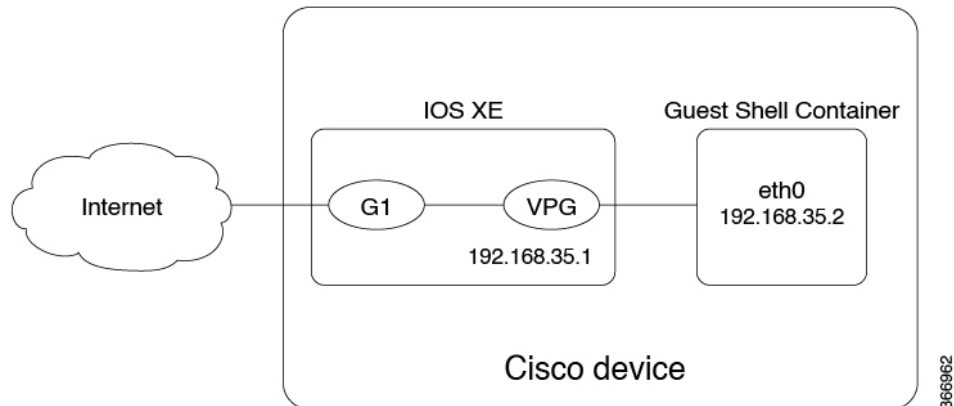 IOS XE
Guest Shell Container
Internet
G1
VPG
eth0
192.168.35.2
192.168.35.1
Cisco device
366962